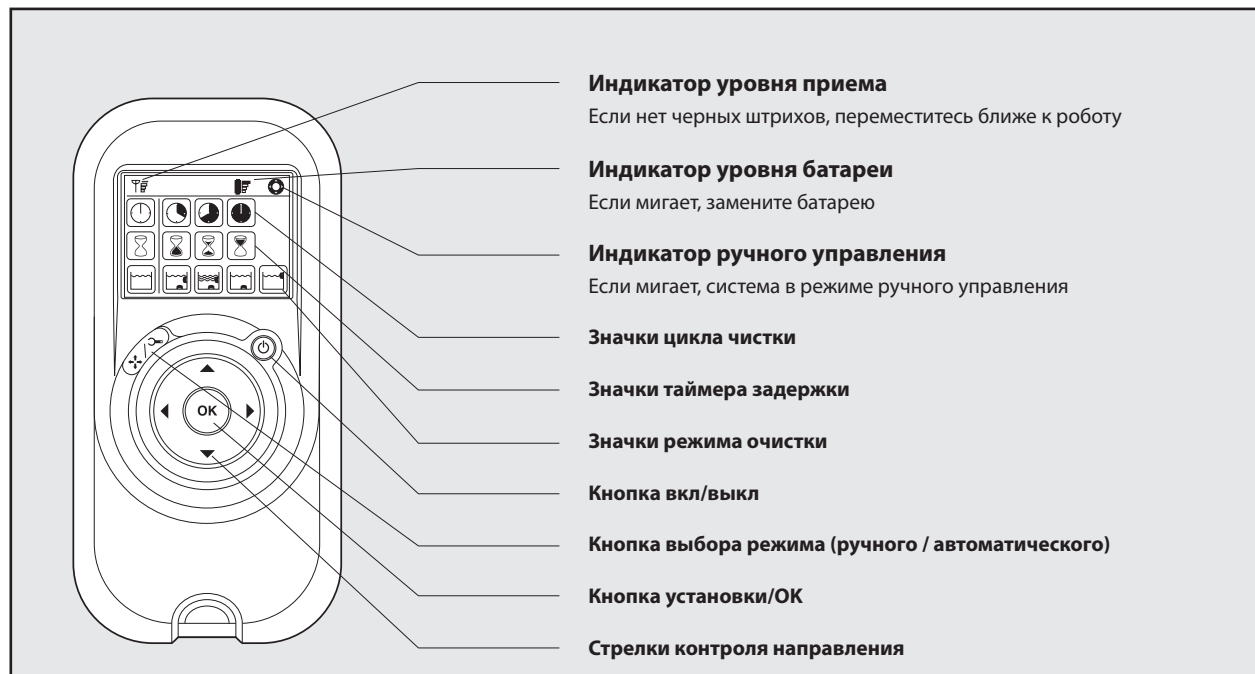 Индикатор уровня приема
Если нет черных штрихов, переместитесь ближе к роботу
Индикатор уровня батареи
Если мигает, замените батарею
Индикатор ручного управления
Если мигает, система в режиме ручного управления
Значки цикла чистки
Значки таймера задержки
Значки режима очистки
Кнопка вкл/выкл
Кнопка выбора режима (ручного / автоматического)
Кнопка установки/OK
Стрелки контроля направления
OK